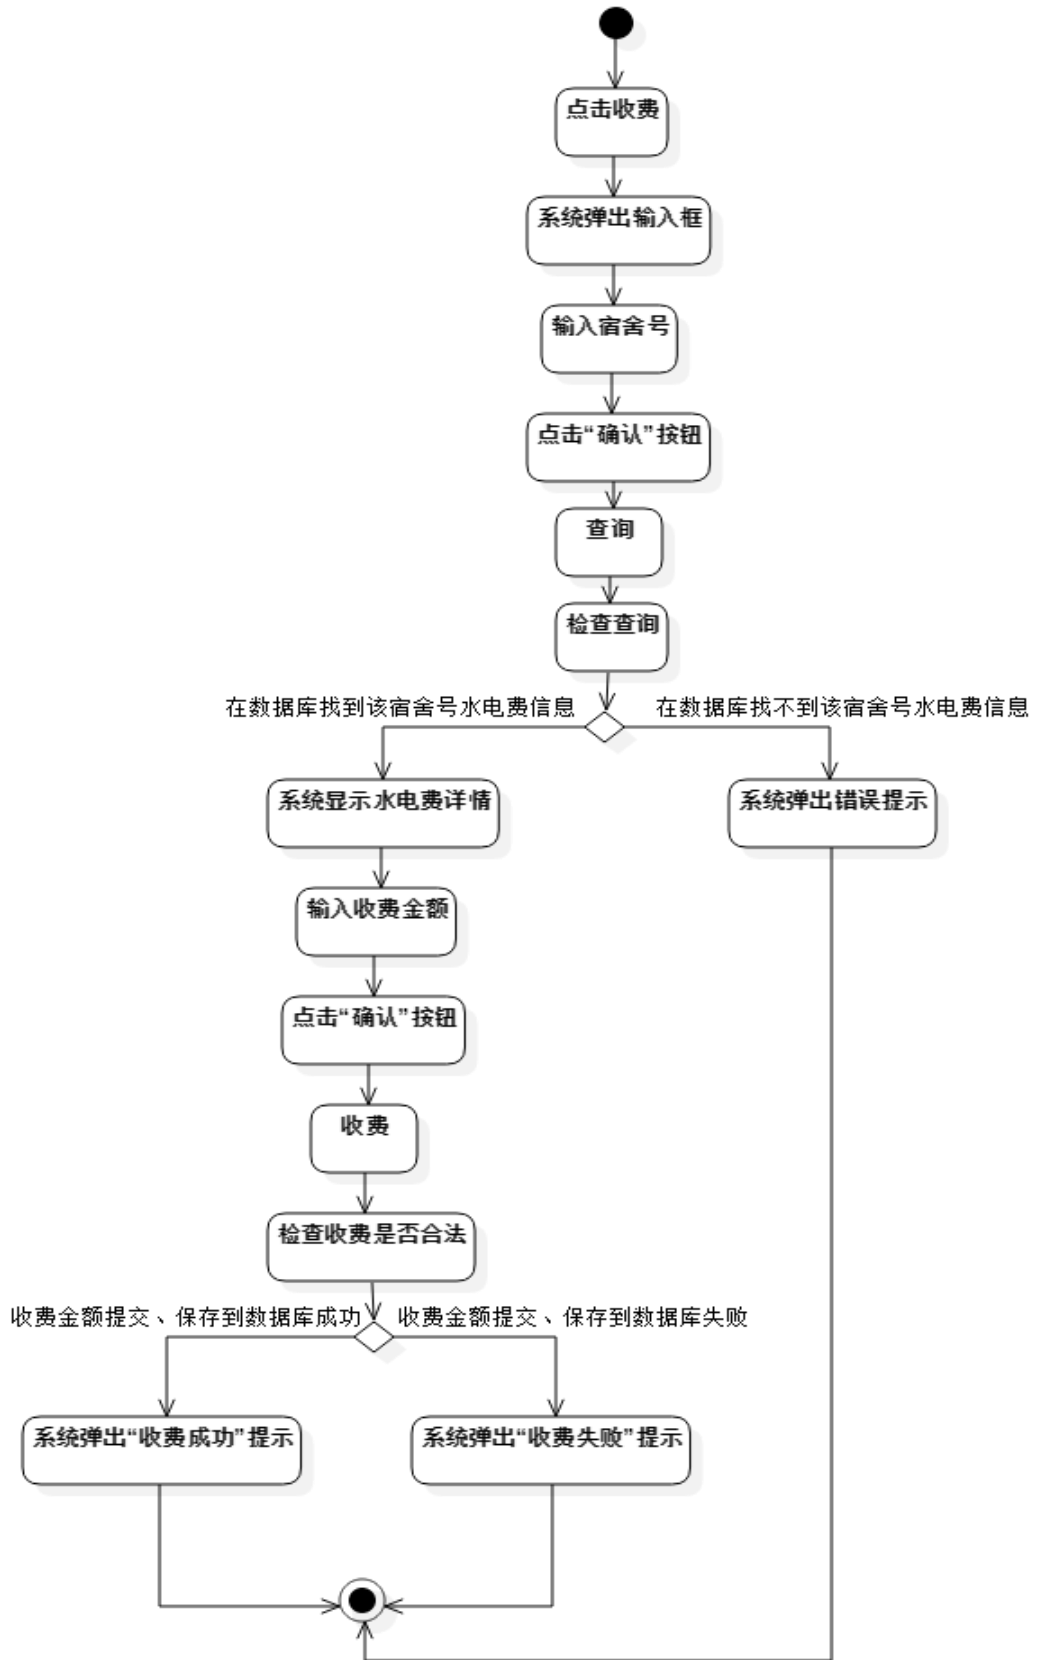 点击收费
系统弹出输入框
输入宿舍号
点击“确认”按钮
查询
检查查询
在数据库找到该宿舍号水电费信息
在数据库找不到该宿舍号水电费信息
系统显示水电费详情
系统弹出错误提示
输入收费金额
点击“确认”按钮
收费
检查收费是否合法
收费金额提交、保存到数据库成功
收费金额提交、保存到数据库失败
系统弹出“收费成功”提示
系统弹出“收费失败”提示